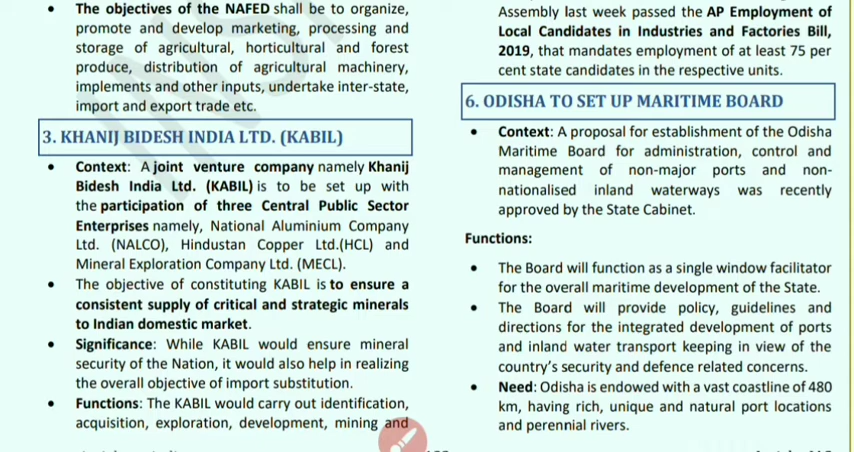 • The objectives of the NAFED shall be to organize,
promote and develop marketing, processing and
storage of agricultural, horticultural and forest
produce, distribution of agricultural machinery,
implements and other inputs, undertake inter-state,
import and export trade etc.
3. KHANIJ BIDESH INDIA LTD. (KABIL)
• Context: A joint venture company namely Khanij
Bidesh India Ltd. (KABIL) is to be set up with
the participation of three Central Public Sector
Enterprises namely, National Aluminium Company
Ltd. (NALCO), Hindustan Copper Ltd.(HCL) and
Mineral Exploration Company Ltd. (MECL).
• The objective of constituting KABIL is to ensure a
consistent supply of critical and strategic minerals
to Indian domestic market.
• Significance: While KABIL would ensure mineral
security of the Nation, it would also help in realizing
the overall objective of import substitution.
• Functions: The KABIL would carry out identification,
acquisition, exploration, development, mining and
Assembly last week passed the AP Employment of
Local Candidates in Industries and Factories Bill,
2019, that mandates employment of at least 75 per
cent state candidates in the respective units.
6. ODISHA TO SET UP MARITIME BOARD
• Context: A proposal for establishment of the Odisha
Maritime Board for administration, control and
management of non-major ports and non-
nationalised inland waterways was recently
approved by the State Cabinet.
Functions:
• The Board will function as a single window facilitator
for the overall maritime development of the State.
• The Board will provide policy, guidelines and
directions for the integrated development of ports
and inland water transport keeping in view of the
country's security and defence related concerns.
• Need: Odisha is endowed with a vast coastline of 480
km, having rich, unique and natural port locations
and perennial rivers.